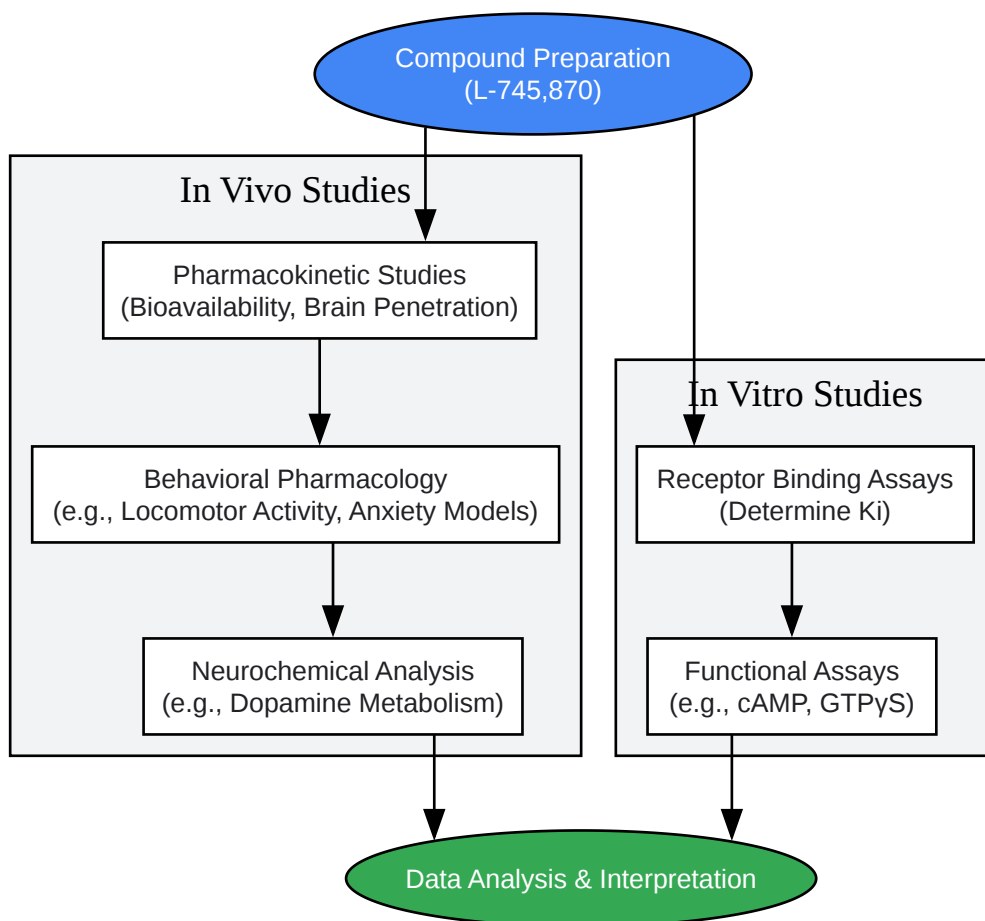 Compound Preparation
(L-745,870)
In Vivo Studies
Pharmacokinetic Studies
(Bioavailability, Brain Penetration)
Behavioral Pharmacology
(e.g., Locomotor Activity, Anxiety Models)
Neurochemical Analysis
(e.g., Dopamine Metabolism)
In Vitro Studies
Receptor Binding Assays
(Determine Ki)
Functional Assays
(e.g., cAMP, GTPγS)
Data Analysis & Interpretation